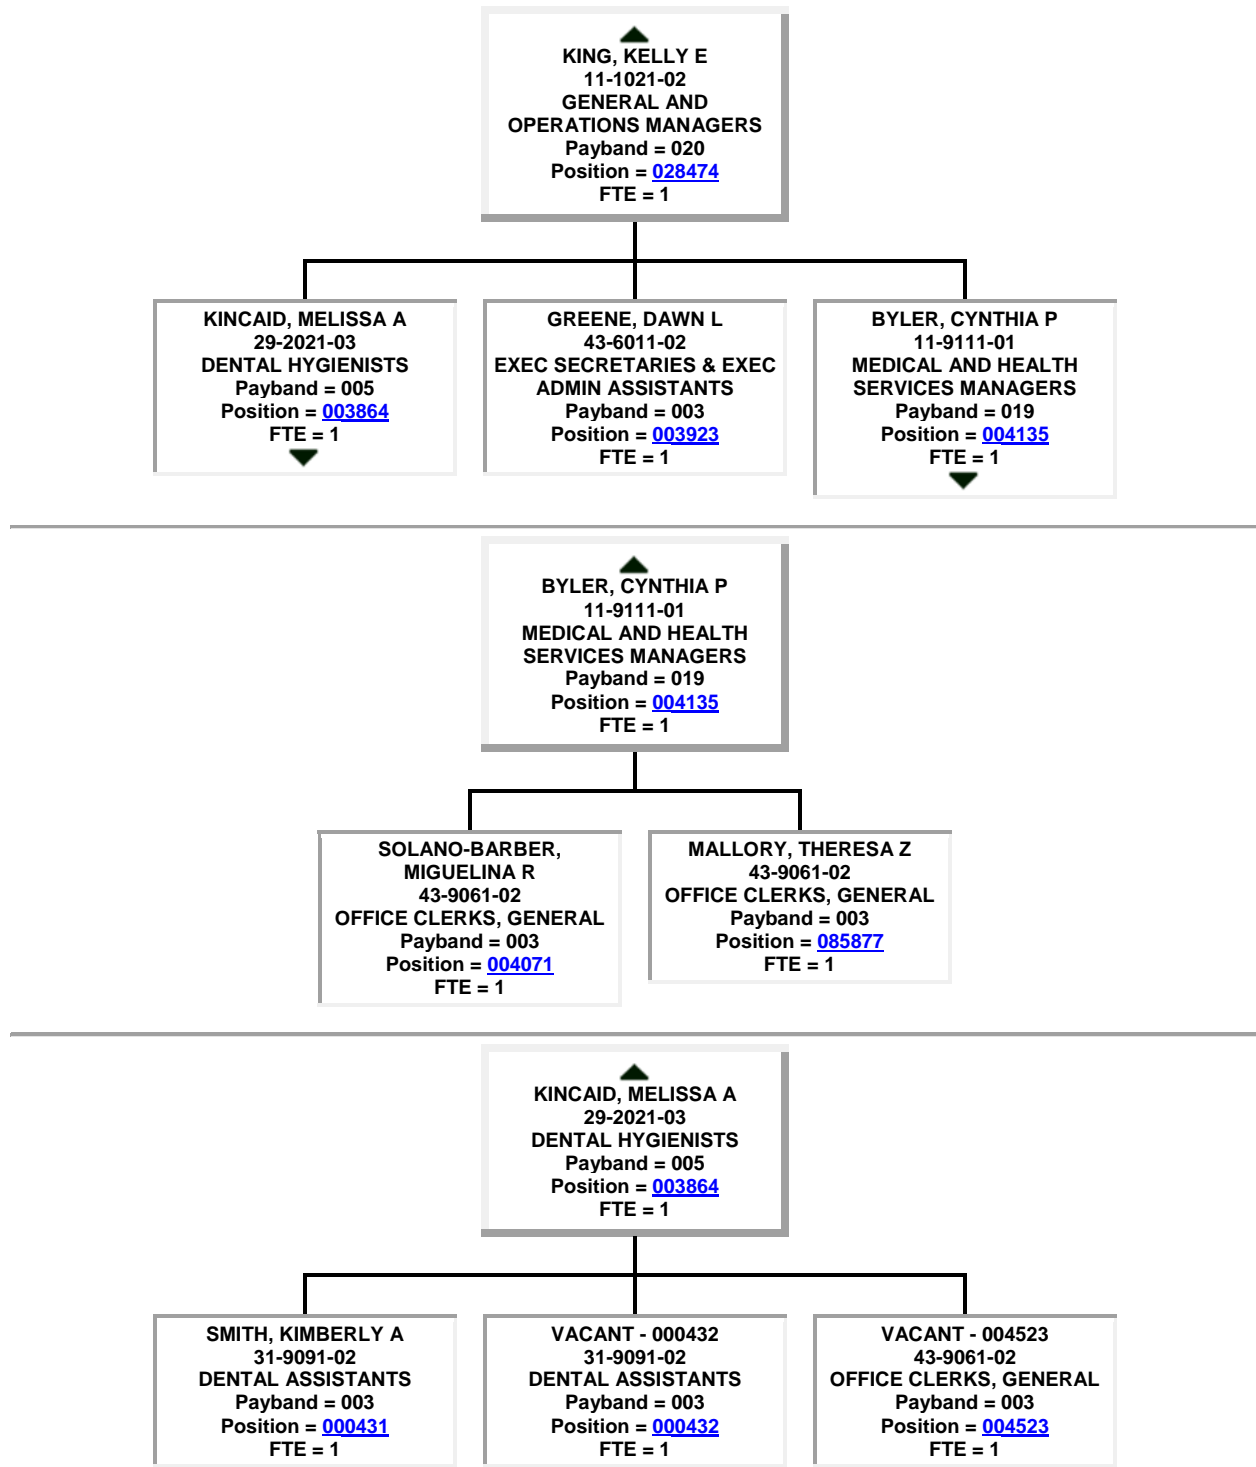 KING, KELLY E
11-1021-02
GENERAL AND
OPERATIONS MANAGERS
Payband = 020
Position = 028474
FTE = 1
KINCAID, MELISSA A
29-2021-03
DENTAL HYGIENISTS
Payband = 005
Position = 003864
FTE = 1
GREENE, DAWN L
43-6011-02
EXEC SECRETARIES & EXEC
ADMIN ASSISTANTS
Payband = 003
Position = 003923
FTE = 1
BYLER, CYNTHIA P
11-9111-01
MEDICAL AND HEALTH
SERVICES MANAGERS
Payband = 019
Position = 004135
FTE = 1
BYLER, CYNTHIA P
11-9111-01
MEDICAL AND HEALTH
SERVICES MANAGERS
Payband = 019
Position = 004135
FTE = 1
SOLANO-BARBER,
MIGUELINA R
43-9061-02
OFFICE CLERKS, GENERAL
Payband = 003
Position = 004071
FTE = 1
MALLORY, THERESA Z
43-9061-02
OFFICE CLERKS, GENERAL
Payband = 003
Position = 085877
FTE = 1
KINCAID, MELISSA A
29-2021-03
DENTAL HYGIENISTS
Payband = 005
Position = 003864
FTE = 1
SMITH, KIMBERLY A
31-9091-02
DENTAL ASSISTANTS
Payband = 003
Position = 000431
FTE = 1
VACANT - 000432
31-9091-02
DENTAL ASSISTANTS
Payband = 003
Position = 000432
FTE = 1
VACANT - 004523
43-9061-02
OFFICE CLERKS, GENERAL
Payband = 003
Position = 004523
FTE = 1